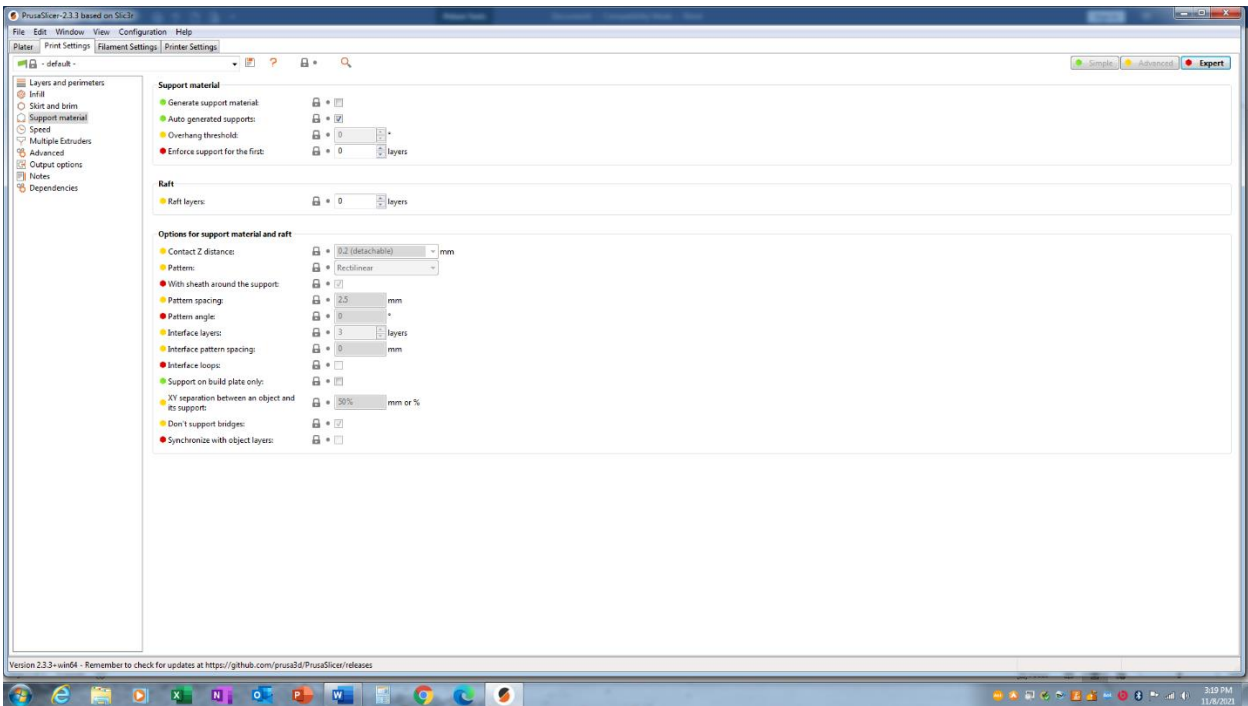 PrusaSlicer-2.3.3 based on Slic3r
File Edit Window View Configuration Help
Plater Print Settings Filament Settings Printer Settings
- default -
Simple Advanced Expert
Layers and perimeters
Infill
Skirt and brim
Support material
Speed
Multiple Extruders
Advanced
Output options
Notes
Dependencies
Support material
Generate support material:
Auto generated supports:
Overhang threshold: 0 °
Enforce support for the first: 0 layers
Raft
Raft layers: 0 layers
Options for support material and raft
Contact Z distance: 0.2 (detachable) mm
Pattern: Rectilinear
With sheath around the support:
Pattern spacing: 2.5 mm
Pattern angle: 0 °
Interface layers: 3 layers
Interface pattern spacing: 0 mm
Interface loops:
Support on build plate only:
XY separation between an object and
its support: 50% mm or %
Don't support bridges:
Synchronize with object layers:
Version 2.3.3+win64 - Remember to check for updates at https://github.com/prusa3d/PrusaSlicer/releases
3:19 PM
11/8/2021